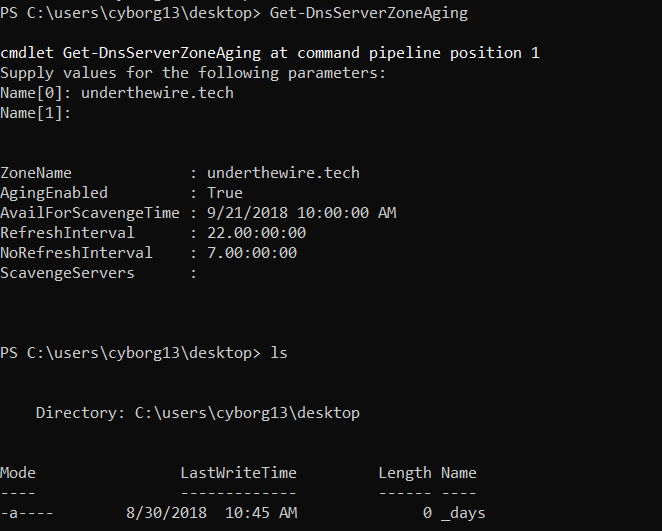 PS C:\users\cyborg13\desktop> Get-DnsServerZoneAging
cmdlet Get-DnsServerZoneAging at command pipeline position 1
Supply values for the following parameters:
Name[0]: underthewire.tech
Name[1]:
ZoneName             : underthewire.tech
AgingEnabled         : True
AvailForScavengeTime : 9/21/2018 10:00:00 AM
RefreshInterval      : 22.00:00:00
NoRefreshInterval    : 7.00:00:00
ScavengeServers      :
PS C:\users\cyborg13\desktop> ls
    Directory: C:\users\cyborg13\desktop
Mode                LastWriteTime         Length Name
----                -------------         ------ ----
-a----        8/30/2018  10:45 AM              0 _days